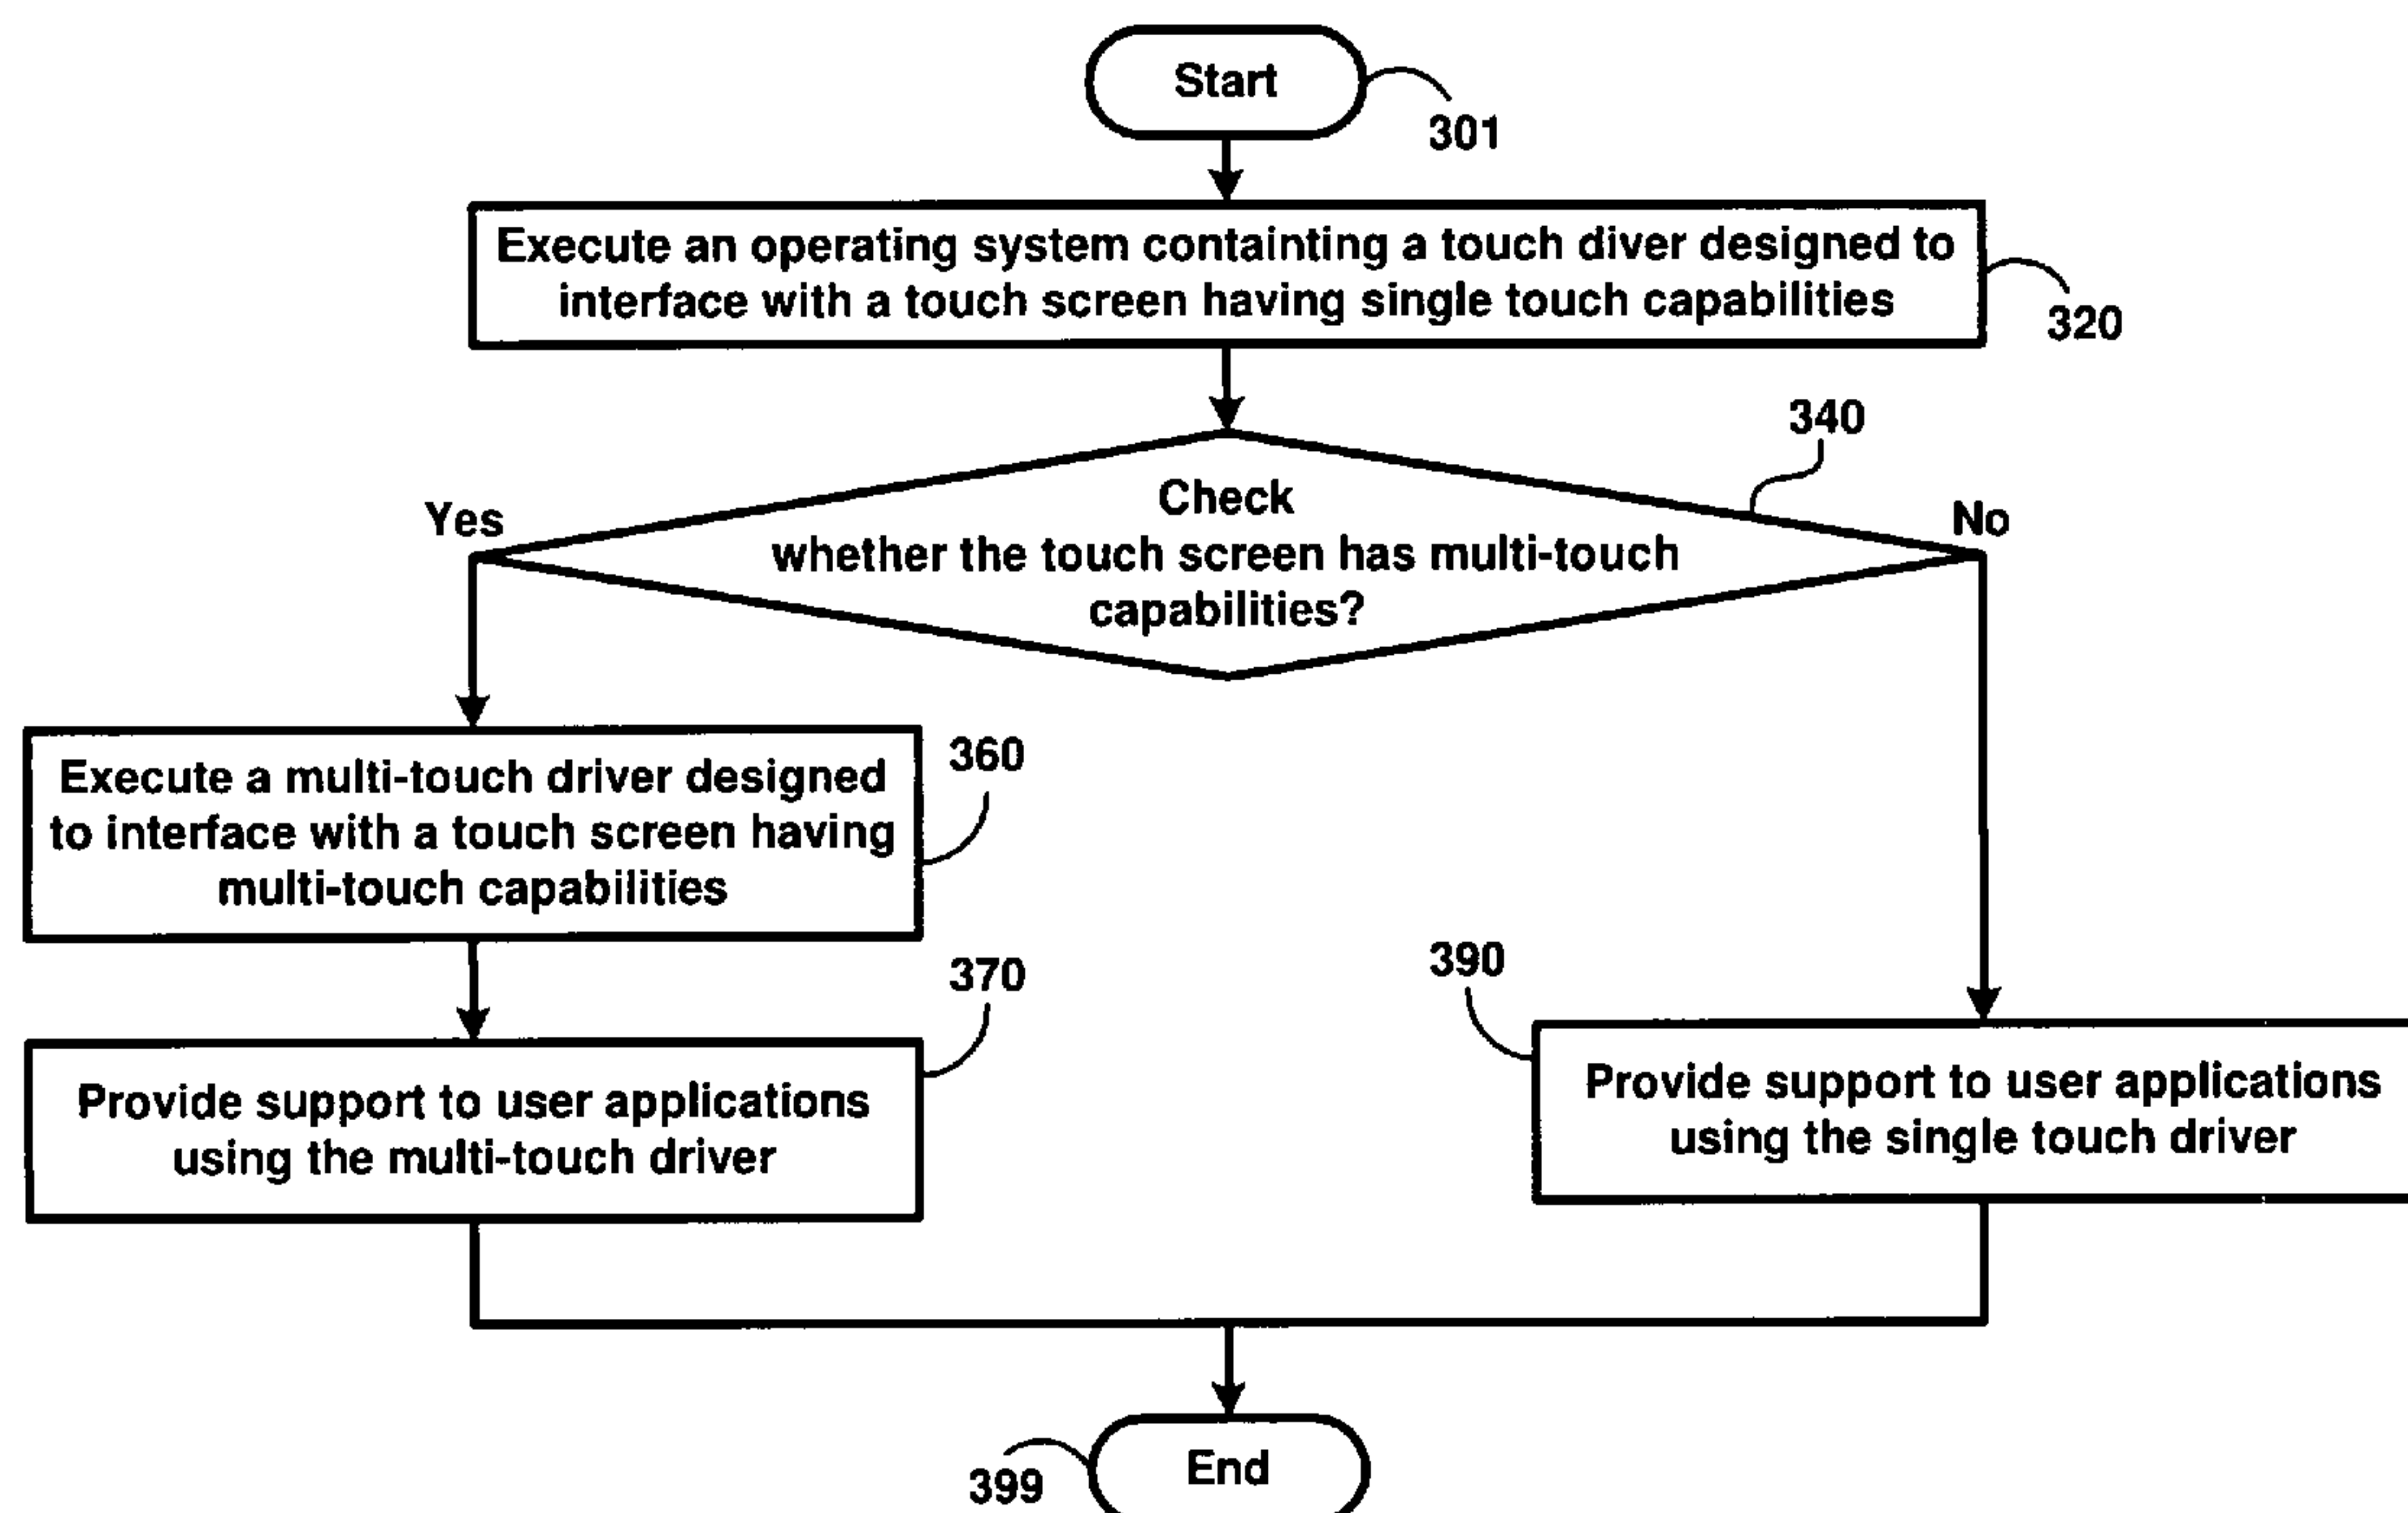 Start
301
Execute an operating system containting a touch diver designed to
interface with a touch screen having single touch capabilities
320
340
Check
whether the touch screen has multi-touch
capabilities?
Yes
No
Execute a multi-touch driver designed
to interface with a touch screen having
multi-touch capabilities
360
370
Provide support to user applications
using the multi-touch driver
390
Provide support to user applications
using the single touch driver
End
399